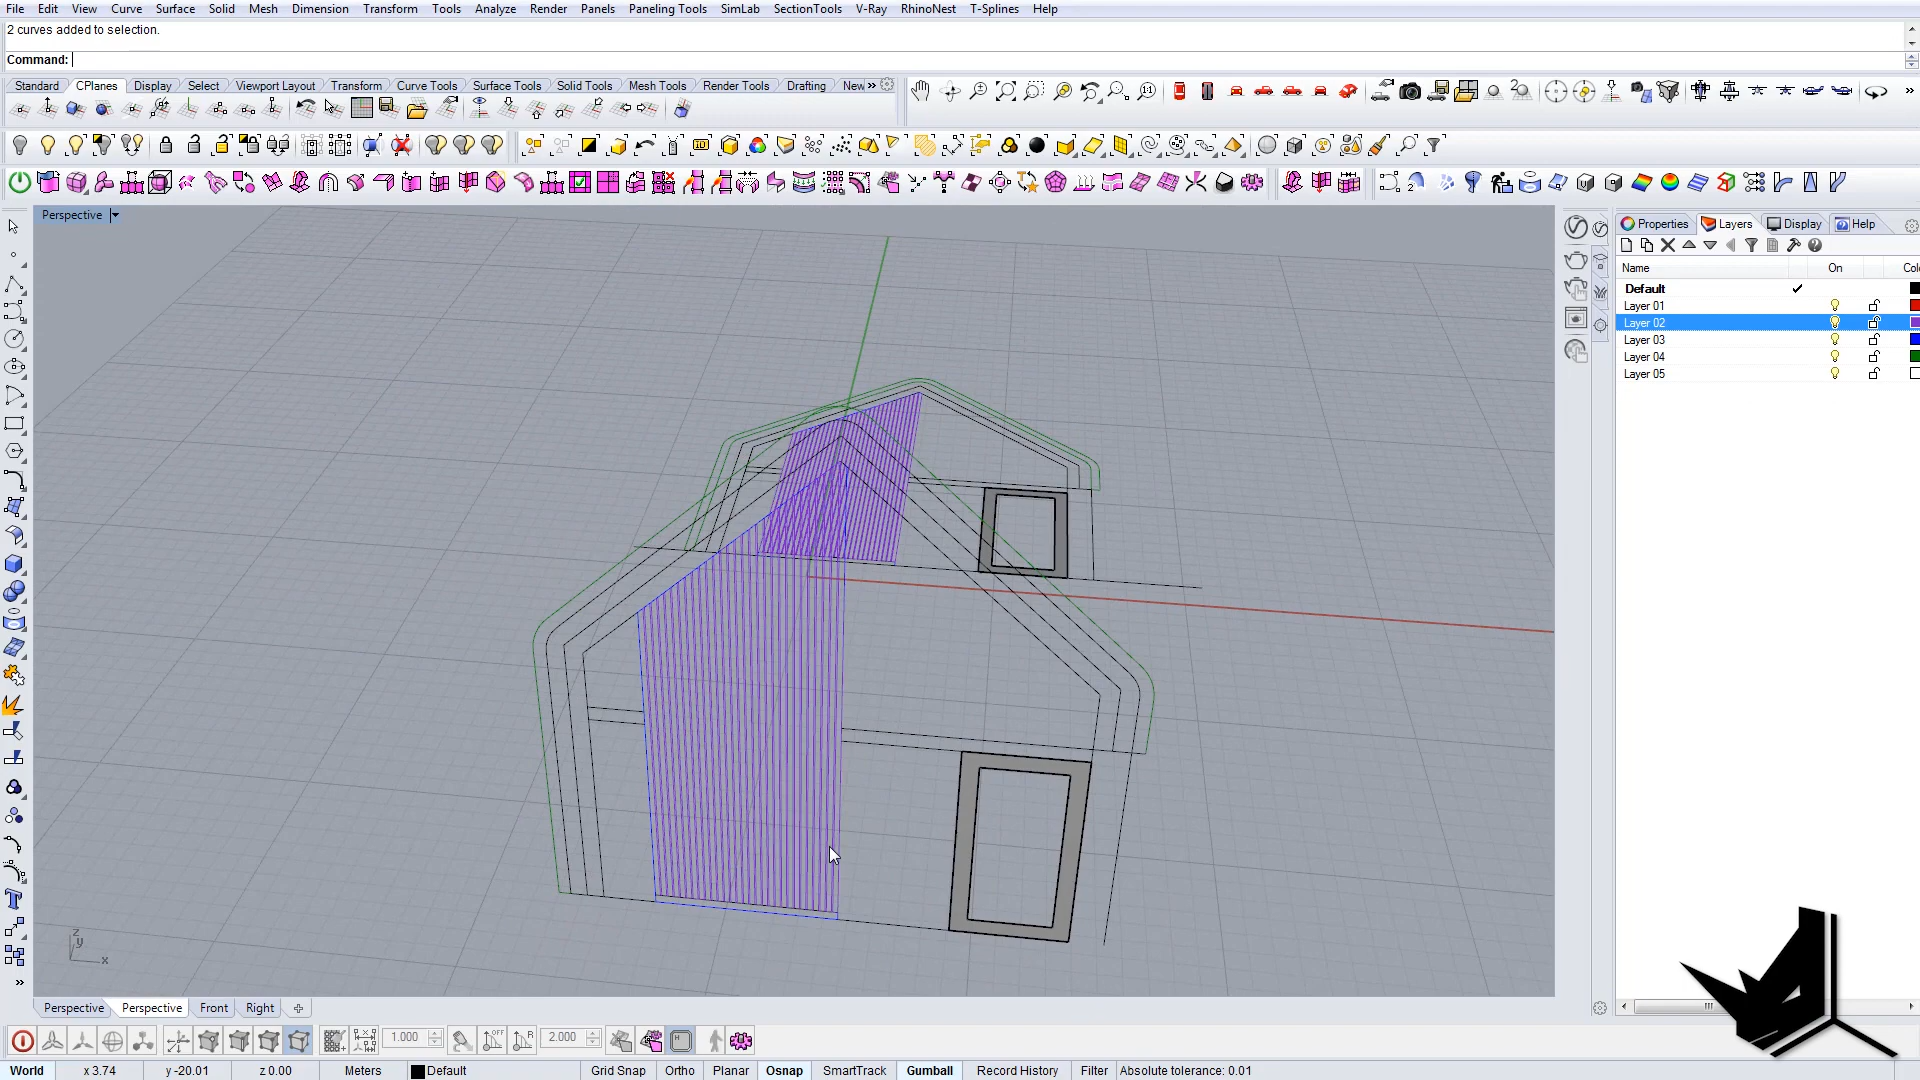 File Edit View Curve Surface Solid Mesh Dimension Transform Tools Analyze Render Panels Paneling Tools SimLab SectionTools V-Ray RhinoNest T-Splines Help
2 curves added to selection.
Command:
Standard CPlanes Display Select Viewport Layout Transform Curve Tools Surface Tools Solid Tools Mesh Tools Render Tools Drafting New
Perspective
Properties Layers Display Help
Name On Col
Default
Layer 01
Layer 02
Layer 03
Layer 04
Layer 05
z
y
x
Perspective Perspective Front Right
1.000 2.000
World x 3.74 y -20.01 z 0.00 Meters Default Grid Snap Ortho Planar Osnap SmartTrack Gumball Record History Filter Absolute tolerance: 0.01